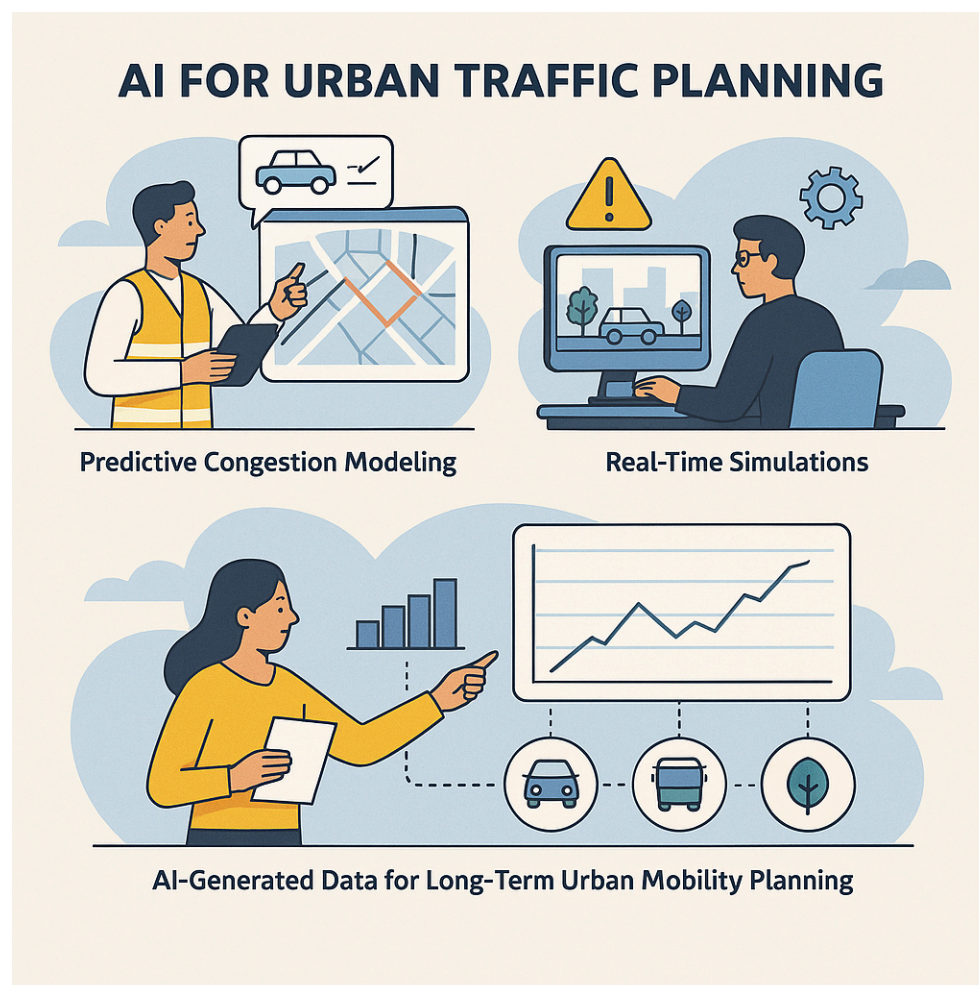 AI FOR URBAN TRAFFIC PLANNING
Predictive Congestion Modeling
Real-Time Simulations
AI-Generated Data for Long-Term Urban Mobility Planning